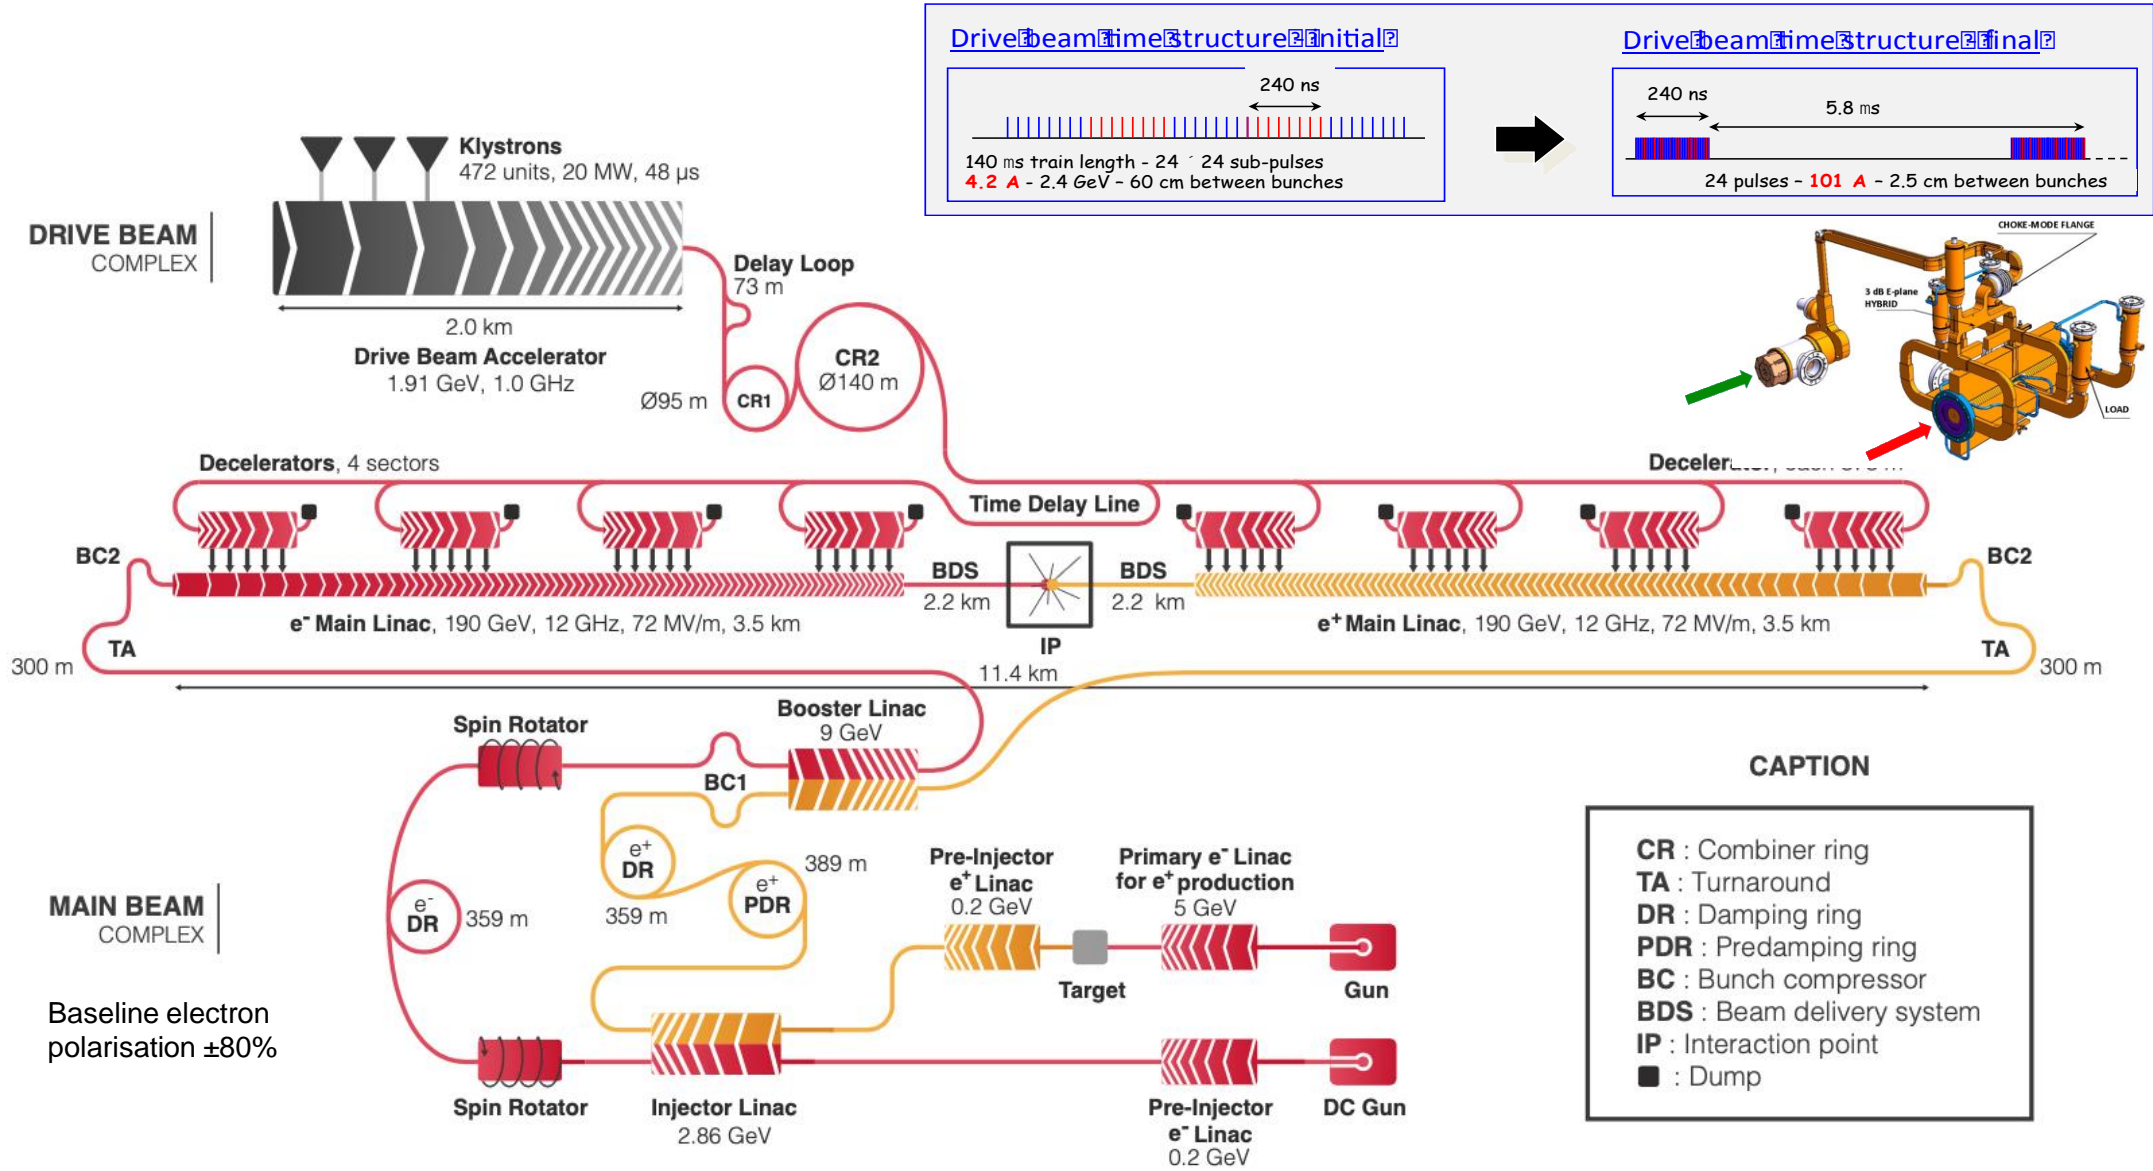 Drive beam time structure - initial
240 ns
140 ms train length - 24 ´ 24 sub-pulses
4.2 A - 2.4 GeV – 60 cm between bunches
Drive beam time structure - final
240 ns
5.8 ms
24 pulses – 101 A – 2.5 cm between bunches
CHOKE-MODE FLANGE
3 dB E-plane
HYBRID
LOAD
Klystrons
472 units, 20 MW, 48 µs
DRIVE BEAM
COMPLEX
2.0 km
Drive Beam Accelerator
1.91 GeV, 1.0 GHz
Delay Loop
73 m
CR2
Ø140 m
Ø95 m
CR1
Decelerators, 4 sectors
Time Delay Line
BC2
BDS
2.2 km
BDS
2.2 km
BC2
e- Main Linac, 190 GeV, 12 GHz, 72 MV/m, 3.5 km
IP
e+ Main Linac, 190 GeV, 12 GHz, 72 MV/m, 3.5 km
TA
300 m
11.4 km
TA
300 m
Booster Linac
9 GeV
Spin Rotator
BC1
e+
DR
359 m
e+
PDR
389 m
MAIN BEAM
COMPLEX
e-
DR
359 m
Pre-Injector
e+ Linac
0.2 GeV
Primary e- Linac
for e+ production
5 GeV
Target
Gun
Baseline electron
polarisation ±80%
Spin Rotator
Injector Linac
2.86 GeV
Pre-Injector
e- Linac
0.2 GeV
DC Gun
CAPTION
CR : Combiner ring
TA : Turnaround
DR : Damping ring
PDR : Predamping ring
BC : Bunch compressor
BDS : Beam delivery system
IP : Interaction point
: Dump